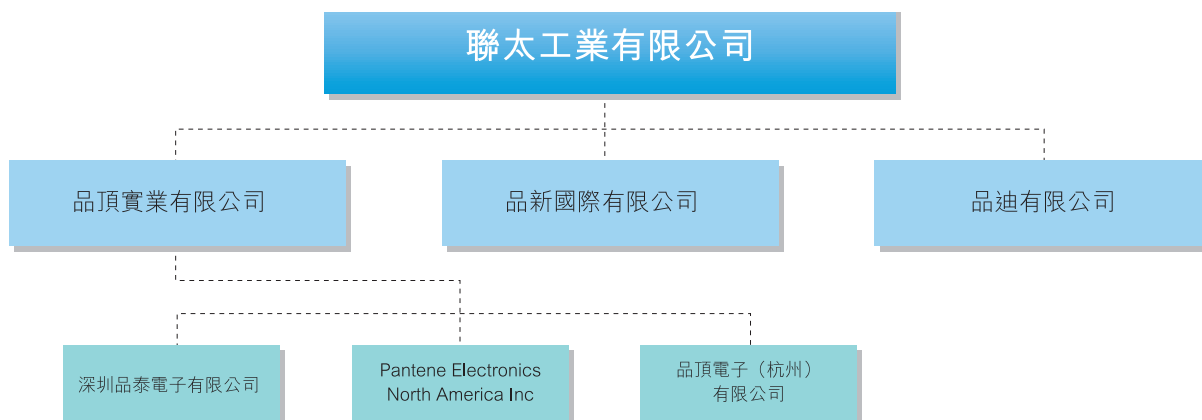 聯太工業有限公司
品頂實業有限公司
品新國際有限公司
品迪有限公司
深圳品泰電子有限公司
Pantene Electronics
North America Inc
品頂電子（杭州）
有限公司